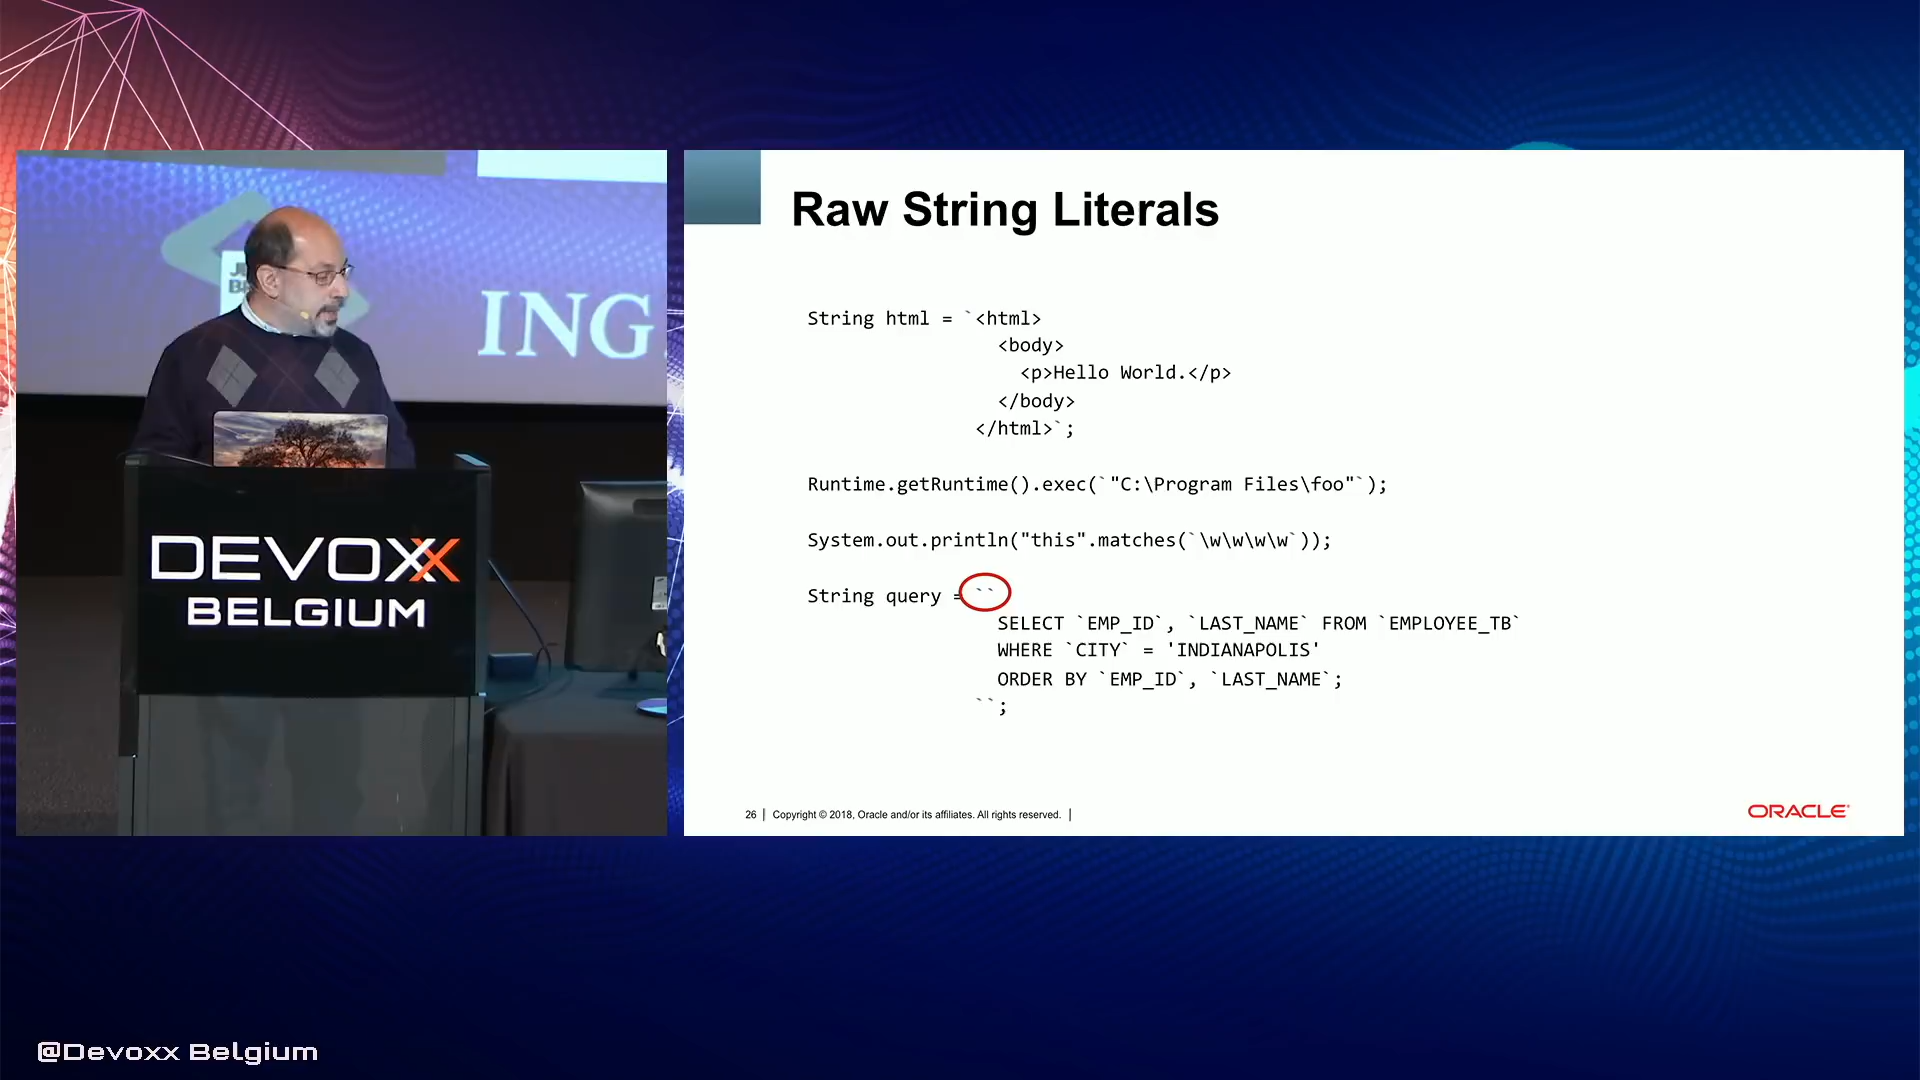 ING
DEVOXX
BELGIUM
Raw String Literals
String html = `<html>
<body>
<p>Hello World.</p>
</body>
</html>`;
Runtime.getRuntime().exec(`"C:\Program Files\foo"`);
System.out.println("this".matches(`\w\w\w\w`));
String query = ``
SELECT `EMP_ID`, `LAST_NAME` FROM `EMPLOYEE_TB`
WHERE `CITY` = 'INDIANAPOLIS'
ORDER BY `EMP_ID`, `LAST_NAME`;
``;
26 | Copyright © 2018, Oracle and/or its affiliates. All rights reserved. |
ORACLE
@Devoxx Belgium